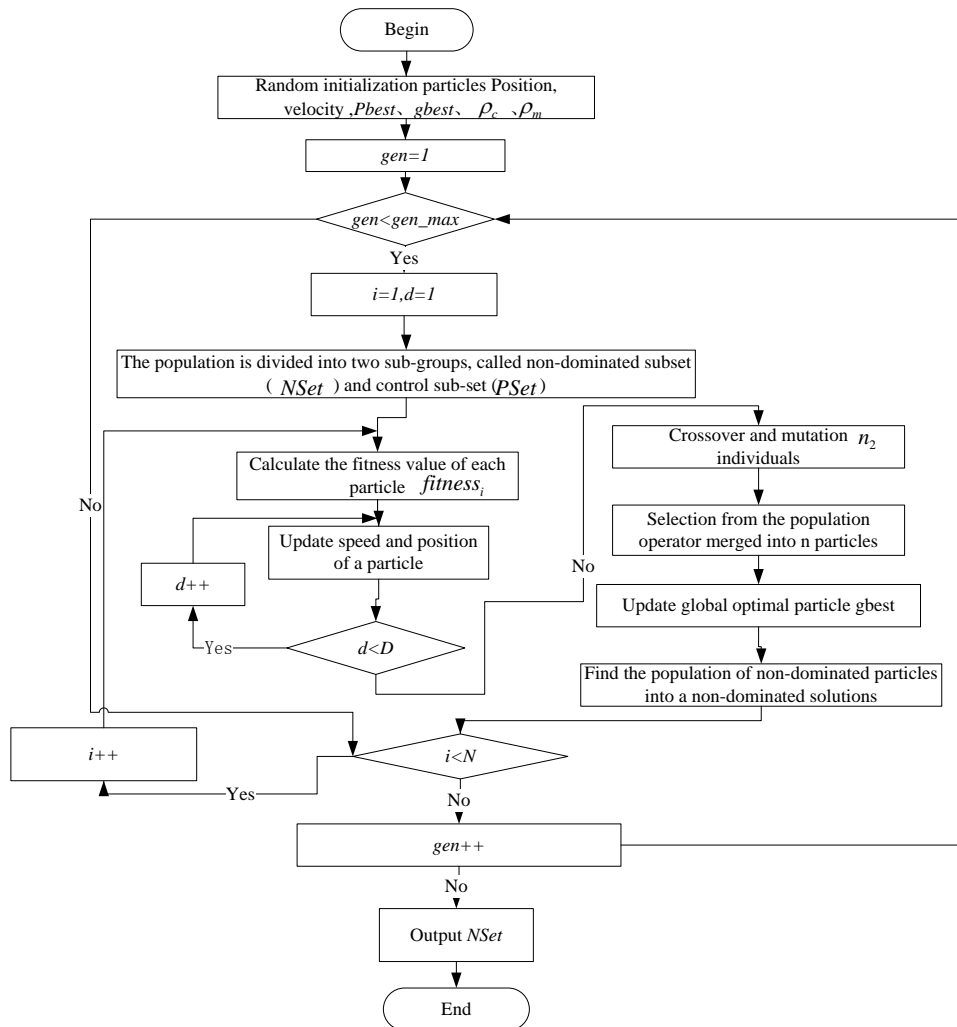 Begin
Random initialization particles Position,
velocity ,Pbest、gbest、 ρc 、ρm
gen=1
gen<gen_max
Yes
i=1,d=1
The population is divided into two sub-groups, called non-dominated subset
( NSet ) and control sub-set (PSet)
Crossover and mutation n2
individuals
Calculate the fitness value of each
particle fitnessi
No
Selection from the population
operator merged into n particles
Update speed and position
of a particle
No
d++
Update global optimal particle gbest
Yes
d<D
Find the population of non-dominated particles
into a non-dominated solutions
i++
i<N
Yes
No
gen++
No
Output NSet
End